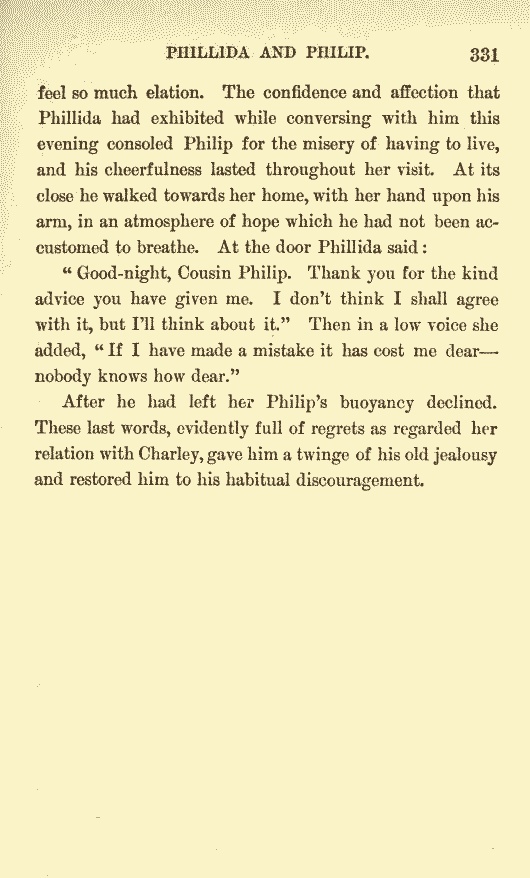 PHILLIDA AND PHILIP. 331
feel so much elation. The confidence and affection that
Phillida had exhibited while conversing with him this
evening consoled Philip for the misery of having to live,
and his cheerfulness lasted throughout her visit. At its
close he walked towards her home, with her hand upon his
arm, in an atmosphere of hope which he had not been ac-
customed to breathe. At the door Phillida said:
“Good-night, Cousin Philip. Thank you for the kind
advice you have given me. I don’t think I shall agree
with it, but I’ll think about it.” Then in a low voice she
added, “If I have made a mistake it has cost me dear—
nobody knows how dear.”
After he had left her Philip’s buoyancy declined.
These last words, evidently full of regrets as regarded her
relation with Charley, gave him a twinge of his old jealousy
and restored him to his habitual discouragement.